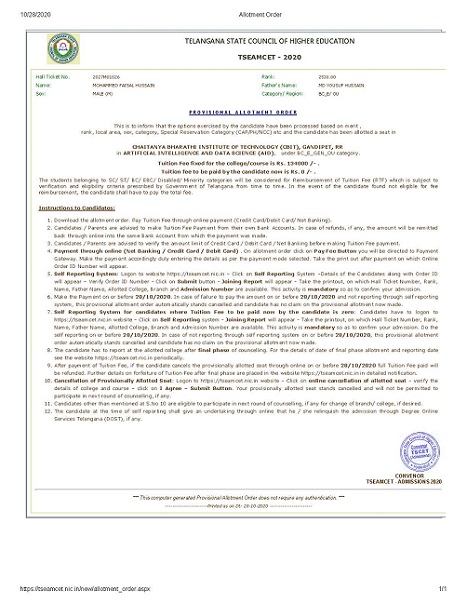 10/28/2020 Allotment Order
TELANGANA STATE COUNCIL OF HIGHER EDUCATION
TSEAMCET - 2020
Hall Ticket No. Rank:
Name: MOHAMMED FAISAL HUSSAIN Father's Name: MD YOUSUF HUSSAIN
Sex: MALE (M) Category/ Region: BC_E/ OU
PROVISIONAL ALLOTMENT ORDER
This is to inform that the options exercised by the candidate have been processed based on merit ,
rank, local area, sex, category, Special Reservation Category (CAP/PH/NCC) etc and the candidate has been allotted a seat in
CHAITANYA BHARATHI INSTITUTE OF TECHNOLOGY (CBIT), GANDIPET, RR
in ARTIFICIAL INTELLIGENCE AND DATA SCIENCE (AID), under BC_E_GEN_OU category.
Tuition Fee fixed for the college/course is Rs. 134000 /- .
Tuition fee to be paid by the candidate now is Rs. 0 /- .
The students belonging to SC/ ST/ BC/ EBC/ Disabled/ Minority categories will be considered for Reimbursement of Tuition Fee (RTF) which is subject to
verification and eligibility criteria prescribed by Government of Telangana from time to time. In the event of the candidate found not eligible for fee
reimbursement, the candidate shall have to pay the total fee.
Instructions to Candidates:
1. Download the allotment order. Pay Tuition Fee through online payment (Credit Card/Debit Card / Net Banking).
2. Candidates / Parents are advised to make Tuition Fee Payment from their own Bank Accounts. In case of refunds, if any, the amount will be remitted
back through online into the same Bank Account from which the payment was made.
3. Candidates / Parents are advised to verify the amount limit of Credit Card / Debit Card / Net Banking before making Tuition Fee payment.
4. Payment through online (Net Banking / Credit Card / Debit Card) . On allotment order click on Pay Fee Button you will be directed to Payment
Gateway. Make the payment accordingly duly entering the details as per the payment mode selected. Take the print out after payment on which Online
Order ID Number will appear.
5. Self Reporting System: Logon to website https://tseamcet.nic.in - Click on Self Reporting System -Details of the Candidates along with Order ID
will appear - Verify Order ID Number - Click on Submit button - Joining Report will appear - Take the printout, on which Hall Ticket Number, Rank,
Name, Father Name, Allotted College, Branch and Admission Number are available. This activity is mandatory so as to confirm your admission.
6. Make the Payment on or before 28/10/2020. In case of failure to pay the amount on or before 28/10/2020 and not reporting through self reporting
system, this provisional allotment order automatically stands cancelled and candidate has no claim on the provisional allotment now made.
7. Self Reporting System for candidates where Tuition Fee to be paid now by the candidate is zero: Candidates have to logon to
https://tseamcet.nic.in website - Click on Self Reporting system - Joining Report will appear - Take the printout, on which Hall Ticket Number, Rank,
Name, Father Name, Allotted College, Branch and Admission Number are available. This activity is mandatory so as to confirm your admission. Do the
self reporting on or before 28/10/2020. In case of not reporting through self reporting system on or before 28/10/2020, this provisional allotment
order automatically stands cancelled and candidate has no claim on the provisional allotment now made.
8. The candidate has to report at the allotted college after final phase of counselling. For the details of date of final phase allotment and reporting date
see the website https://tseamcet.nic.in periodically.
9. After payment of Tuition Fee, if the candidate cancels the provisionally allotted seat through online on or before 28/10/2020 full Tuition Fee paid will
be refunded. Further details on forfeiture of Tuition Fee after final phase are placed in the website https://tseamcet.nic.in in detailed notification.
10. Cancellation of Provisionally Allotted Seat: Logon to https://tseamcet.nic.in website - Click on online cancellation of allotted seat - verify the
details of college and course - click on I Agree - Submit Button. Your provisionally allotted seat stands cancelled and will not be permitted to
participate in next round of counselling, if any.
11. Candidates other than mentioned at S.No 10 are eligible to participate in next round of counselling, if any for change of branch/ college, if desired.
12. The candidate at the time of self reporting shall give an undertaking through online that he / she relinquish the admission through Degree Online
Services Telangana (DOST), if any.
Convenor
TSCET
CONVENOR
TSEAMCET - ADMISSIONS 2020
*** This computer generated Provisional Allotment Order does not require any authentication. ***
--------------------Printed as on 28-10-2020 --------------------
https://tseamcet.nic.in/new/allotment_order.aspx 1/1